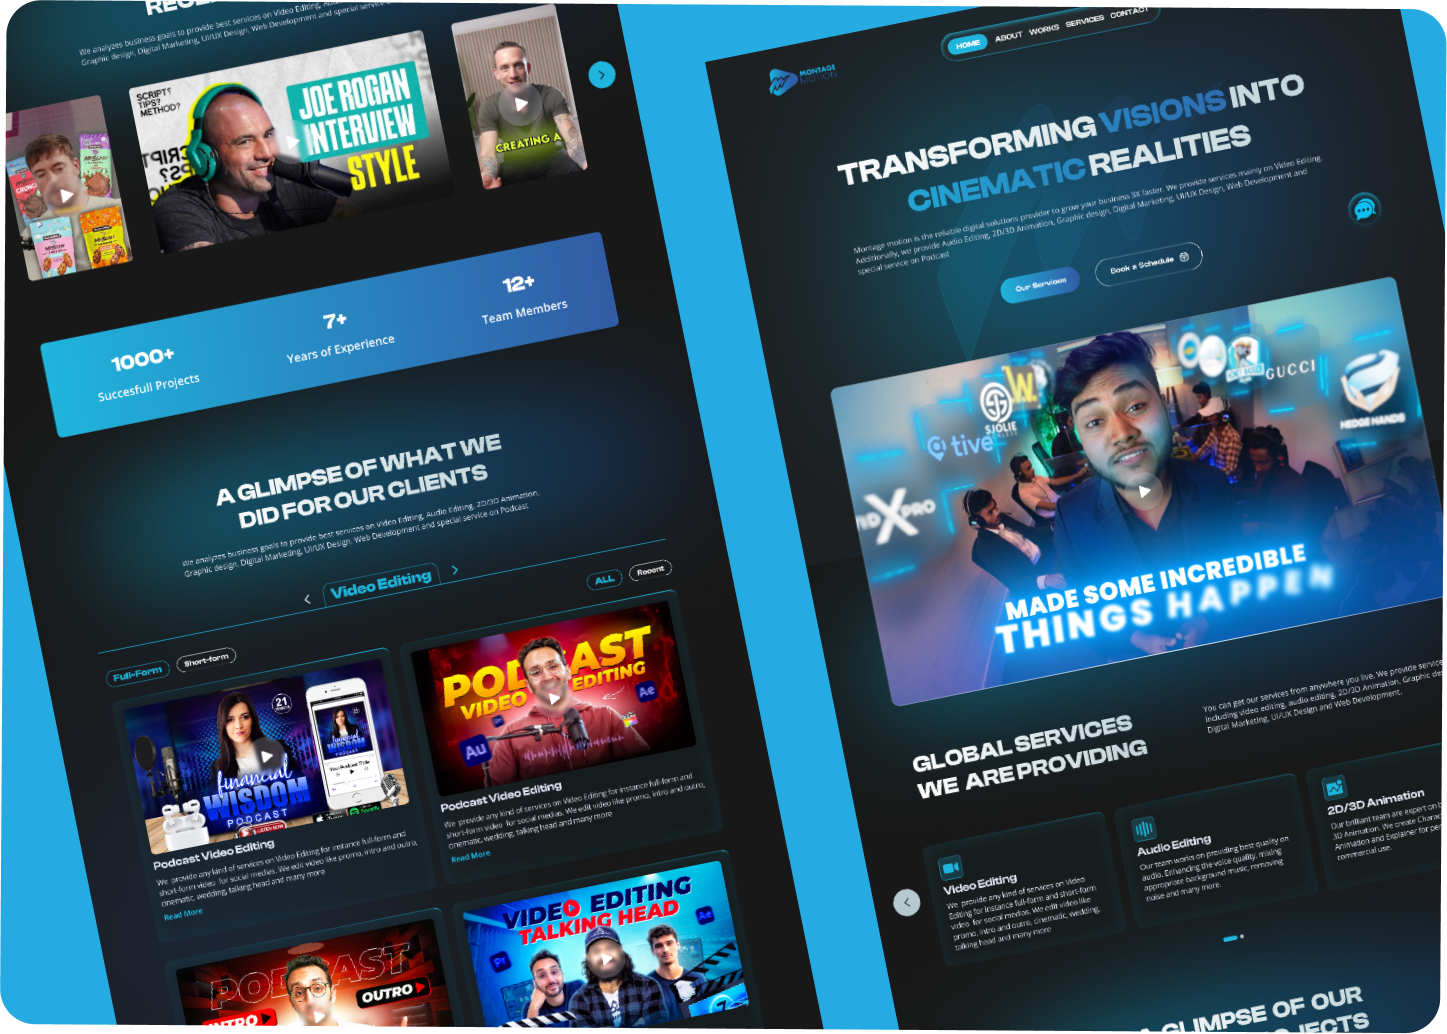 We analyzes business goals to provide best services on Video Editing,
Graphic design, Digital Marketing, UI/UX Design, Web Development and special service
SCRIPT?
TIPS?
METHOD?
JOE ROGAN
INTERVIEW
STYLE
CREATING A
1000+
Succesfull Projects
7+
Years of Experience
12+
Team Members
A GLIMPSE OF WHAT WE
DID FOR OUR CLIENTS
We analyzes business goals to provide best services on Video Editing, Audio Editing, 2D/3D Animation,
Graphic design, Digital Marketing, UI/UX Design, Web Development and special service on Podcast
Video Editing
ALL
Recent
Full-Form
Short-form
21
financial
WISDOM
PODCAST
Your Podcast Title
Podcast Video Editing
We provide any kind of services on Video Editing for instance full-form and
short-form video for social medias. We edit video like promo, intro and outro,
cnematic, wedding, talking head and many more
Read More
PODCAST
VIDEO EDITING
Au
Ae
Podcast Video Editing
We provide any kind of services on Video Editing for instance full-form and
short-form video for social medias. We edit video like promo, intro and outro,
cnematic, wedding, talking head and many more
Read More
PODCAST
INTRO
OUTRO
VIDEO EDITING
TALKING HEAD
Pr
Ae
HOME
ABOUT
WORKS
SERVICES
CONTACT
MONTAGE
MOTION
TRANSFORMING VISIONS INTO
CINEMATIC REALITIES
Montage motion is the reliable digital solutions provider to grow your business 3X faster. We provide services mainly on Video Editing.
Additionally, we provide Audio Editing, 2D/3D Animation, Graphic design, Digital Marketing, UI/UX Design, Web Development and
special service on Podcast
Our Services
Book a Schedule
SJOLIE
tive
GUCCI
HEDGE HANDS
X PRO
MADE SOME INCREDIBLE
THINGS HAPPEN
GLOBAL SERVICES
WE ARE PROVIDING
You can get our services from anywhere you live. We provide service
including video editing, audio editing, 2D/3D Animation, Graphic
Digital Marketing, UI/UX Design and Web Development.
Video Editing
We provide any kind of services on Video
Editing for instance full-form and short-form
video for social medias. We edit video like
promo, intro and outro, cinematic, wedding,
talking head and many more
Audio Editing
Our team works on providing best quality on
audio. Enhancing the voice quality, mixing
appropriate background music, removing
noise and many more.
2D/3D Animation
Our brilliant team are expert on
3D Animation. We create
Animation and Explainer for
commercial use.
A GLIMPSE OF OUR